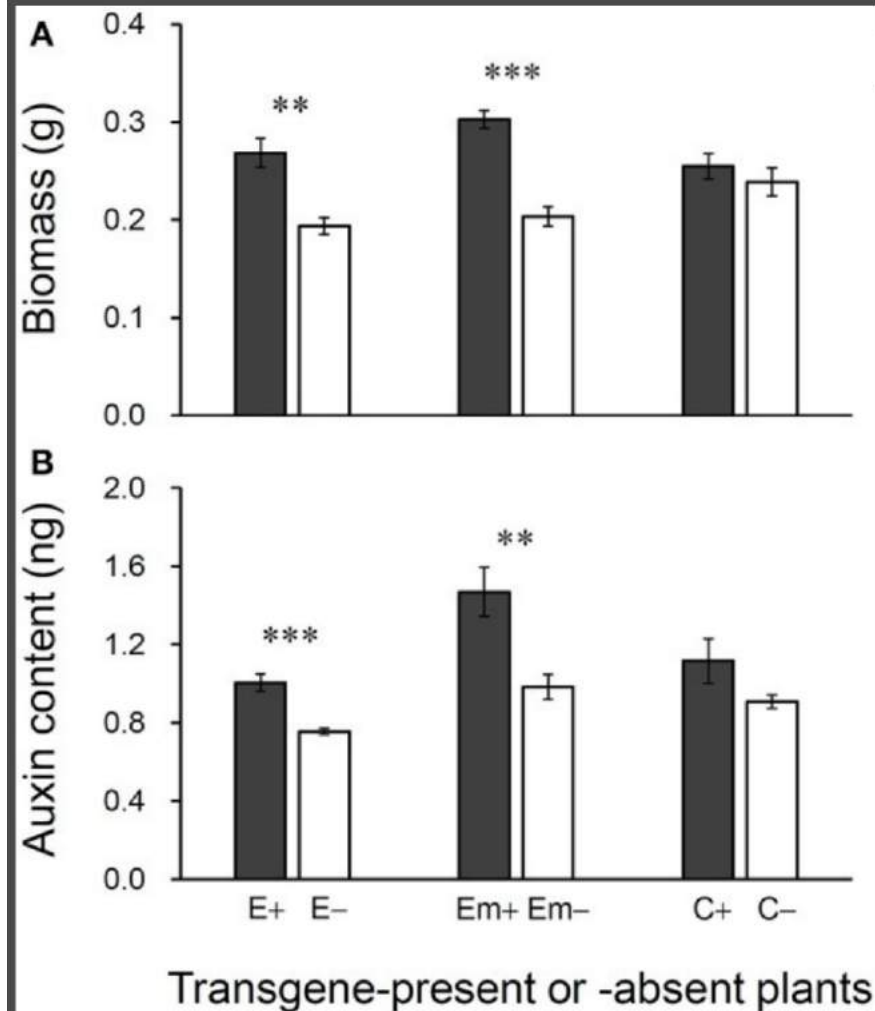 A
Biomass (g)
0.4
0.3
0.2
0.1
0.0
**
***
B
Auxin content (ng)
2.0
1.6
1.2
0.8
0.4
0.0
***
**
E+ E− Em+ Em− C+ C−
Transgene-present or -absent plants